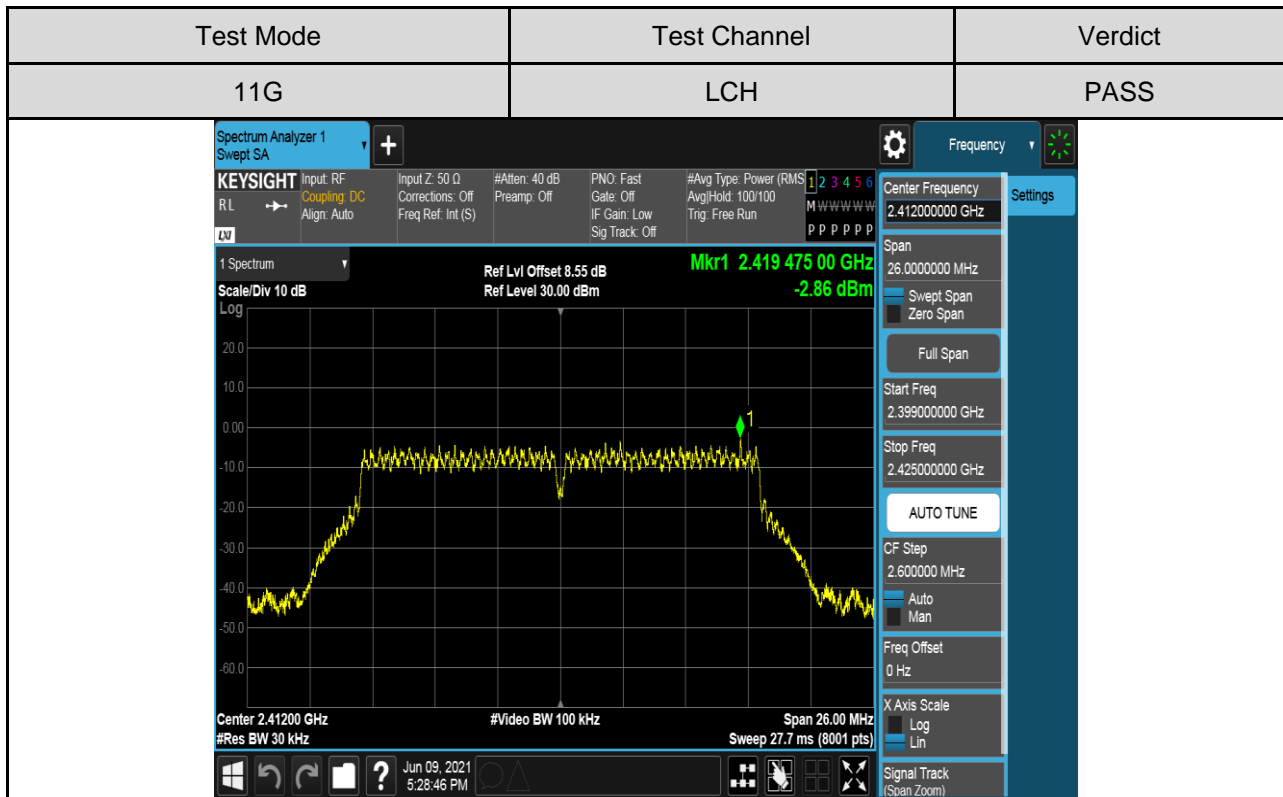 Test Mode Test Channel Verdict
11G LCH PASS
Spectrum Analyzer 1
Swept SA
+
Frequency
KEYSIGHT
RL
LXI
Input: RF
Coupling: DC
Align: Auto
Input Z: 50 Ω
Corrections: Off
Freq Ref: Int (S)
#Atten: 40 dB
Preamp: Off
PNO: Fast
Gate: Off
IF Gain: Low
Sig Track: Off
#Avg Type: Power (RMS
Avg|Hold: 100/100
Trig: Free Run
1 2 3 4 5 6
M W W W W W
P P P P P P
1 Spectrum
Scale/Div 10 dB
Log
Ref Lvl Offset 8.55 dB
Ref Level 30.00 dBm
Mkr1 2.419 475 00 GHz
-2.86 dBm
20.0
10.0
0.00
-10.0
-20.0
-30.0
-40.0
-50.0
-60.0
1
Center 2.41200 GHz
#Res BW 30 kHz
#Video BW 100 kHz
Span 26.00 MHz
Sweep 27.7 ms (8001 pts)
Center Frequency
2.412000000 GHz
Settings
Span
26.0000000 MHz
Swept Span
Zero Span
Full Span
Start Freq
2.399000000 GHz
Stop Freq
2.425000000 GHz
AUTO TUNE
CF Step
2.600000 MHz
Auto
Man
Freq Offset
0 Hz
X Axis Scale
Log
Lin
Signal Track
(Span Zoom)
?
Jun 09, 2021
5:28:46 PM